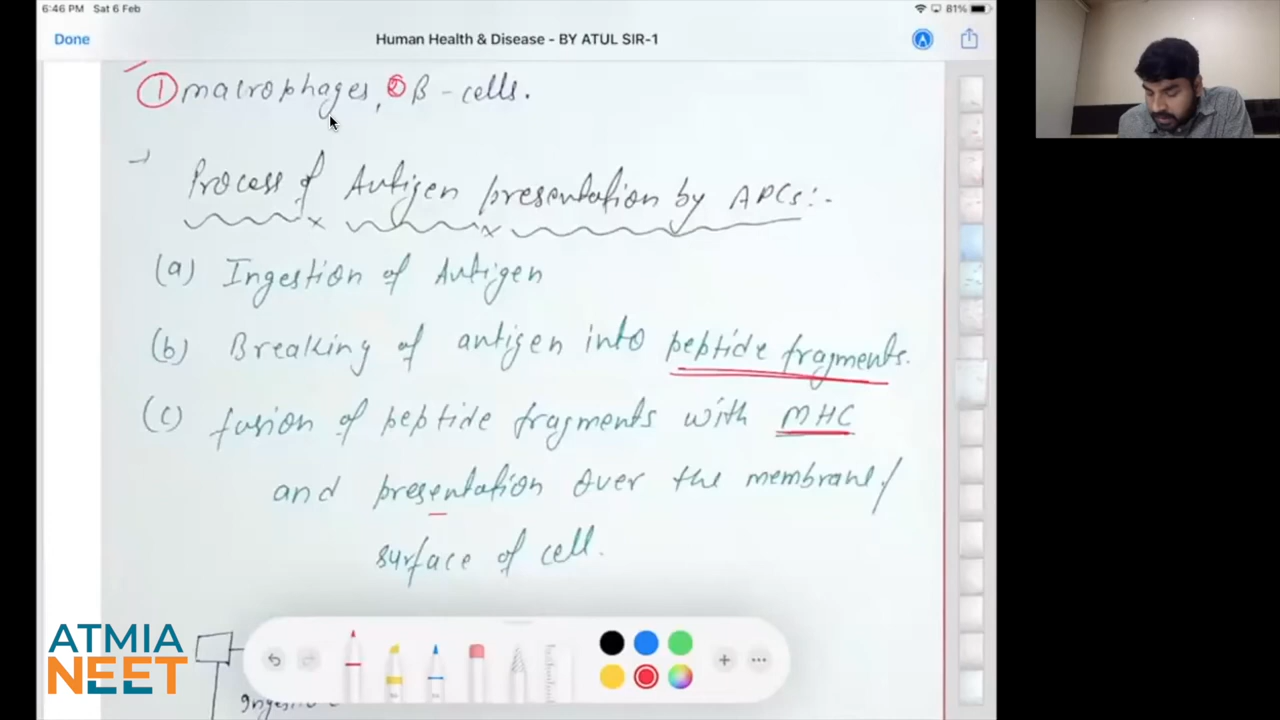 6:46 PM Sat 6 Feb
81%
Done
Human Health & Disease - BY ATUL SIR-1
① macrophages, ② B-cells.
→ Process of Antigen presentation by APCs:-
(a) Ingestion of Antigen
(b) Breaking of antigen into peptide fragments.
(c) fusion of peptide fragments with MHC
and presentation over the membrane/
surface of cell.
ATMIA
NEET